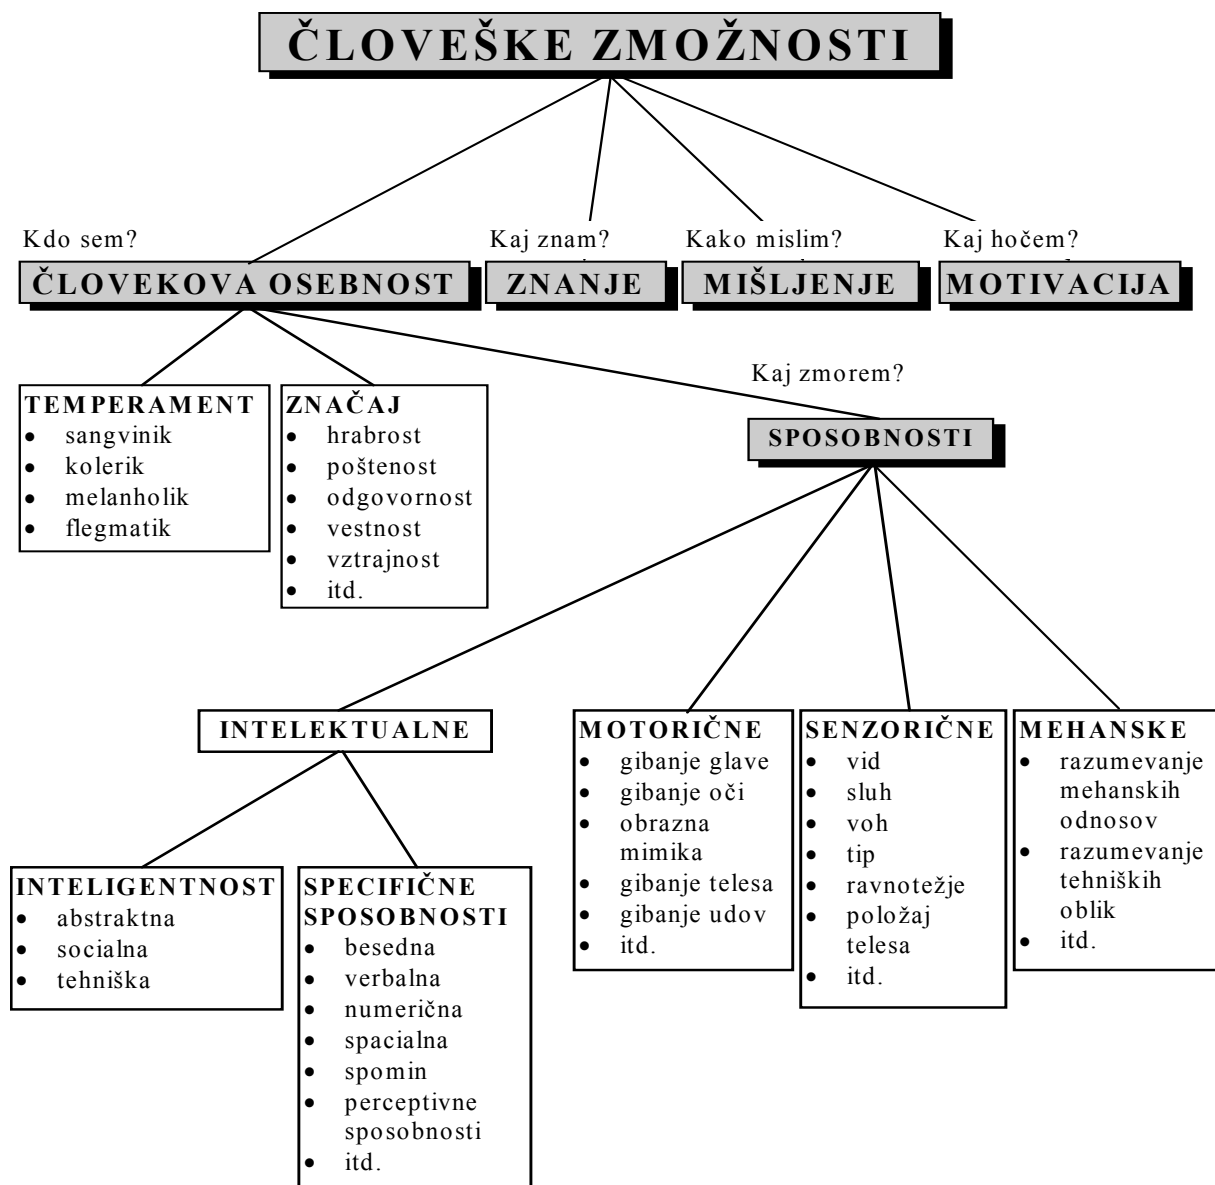 ČLOVEŠKE ZMOŽNOSTI
Kdo sem?
ČLOVEKOVA OSEBNOST
Kaj znam?
ZNANJE
Kako mislim?
MIŠLJENJE
Kaj hočem?
MOTIVACIJA
TEMPERAMENT
• sangvinik
• kolerik
• melanholik
• flegmatik
ZNAČAJ
• hrabrost
• poštenost
• odgovornost
• vestnost
• vztrajnost
• itd.
Kaj zmorem?
SPOSOBNOSTI
INTELEKTUALNE
INTELIGENTNOST
• abstraktna
• socialna
• tehniška
SPECIFIČNE
SPOSOBNOSTI
• besedna
• verbalna
• numerična
• spacialna
• spomin
• perceptivne
sposobnosti
• itd.
MOTORIČNE
• gibanje glave
• gibanje oči
• obrazna
mimika
• gibanje telesa
• gibanje udov
• itd.
SENZORIČNE
• vid
• sluh
• voh
• tip
• ravnotežje
• položaj
telesa
• itd.
MEHANSKE
• razumevanje
mehanskih
odnosov
• razumevanje
tehniških
oblik
• itd.